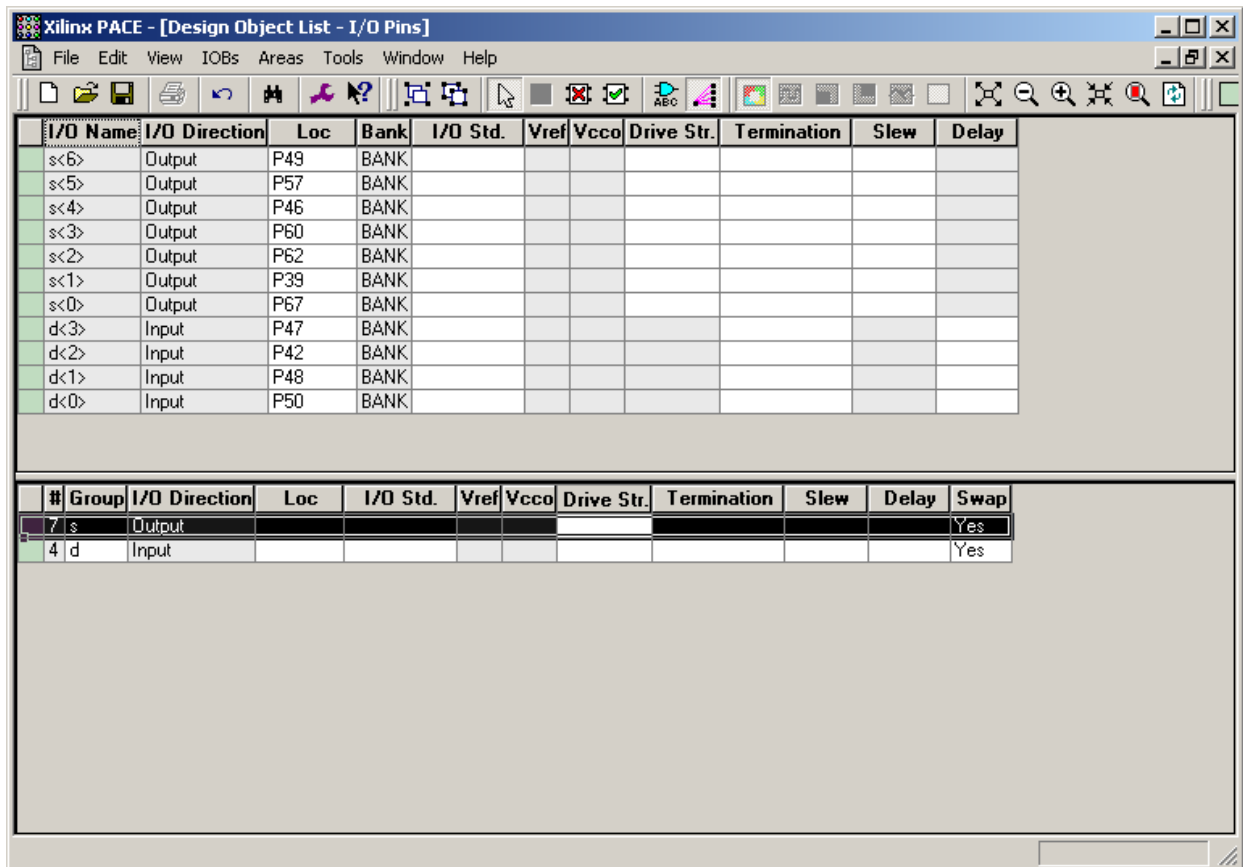 Xilinx PACE - [Design Object List - I/O Pins]
File Edit View IOBs Areas Tools Window Help
ABC
I/O Name I/O Direction Loc Bank I/O Std. Vref Vcco Drive Str. Termination Slew Delay
s<6> Output P49 BANK
s<5> Output P57 BANK
s<4> Output P46 BANK
s<3> Output P60 BANK
s<2> Output P62 BANK
s<1> Output P39 BANK
s<0> Output P67 BANK
d<3> Input P47 BANK
d<2> Input P42 BANK
d<1> Input P48 BANK
d<0> Input P50 BANK
# Group I/O Direction Loc I/O Std. Vref Vcco Drive Str. Termination Slew Delay Swap
7 s Output Yes
4 d Input Yes